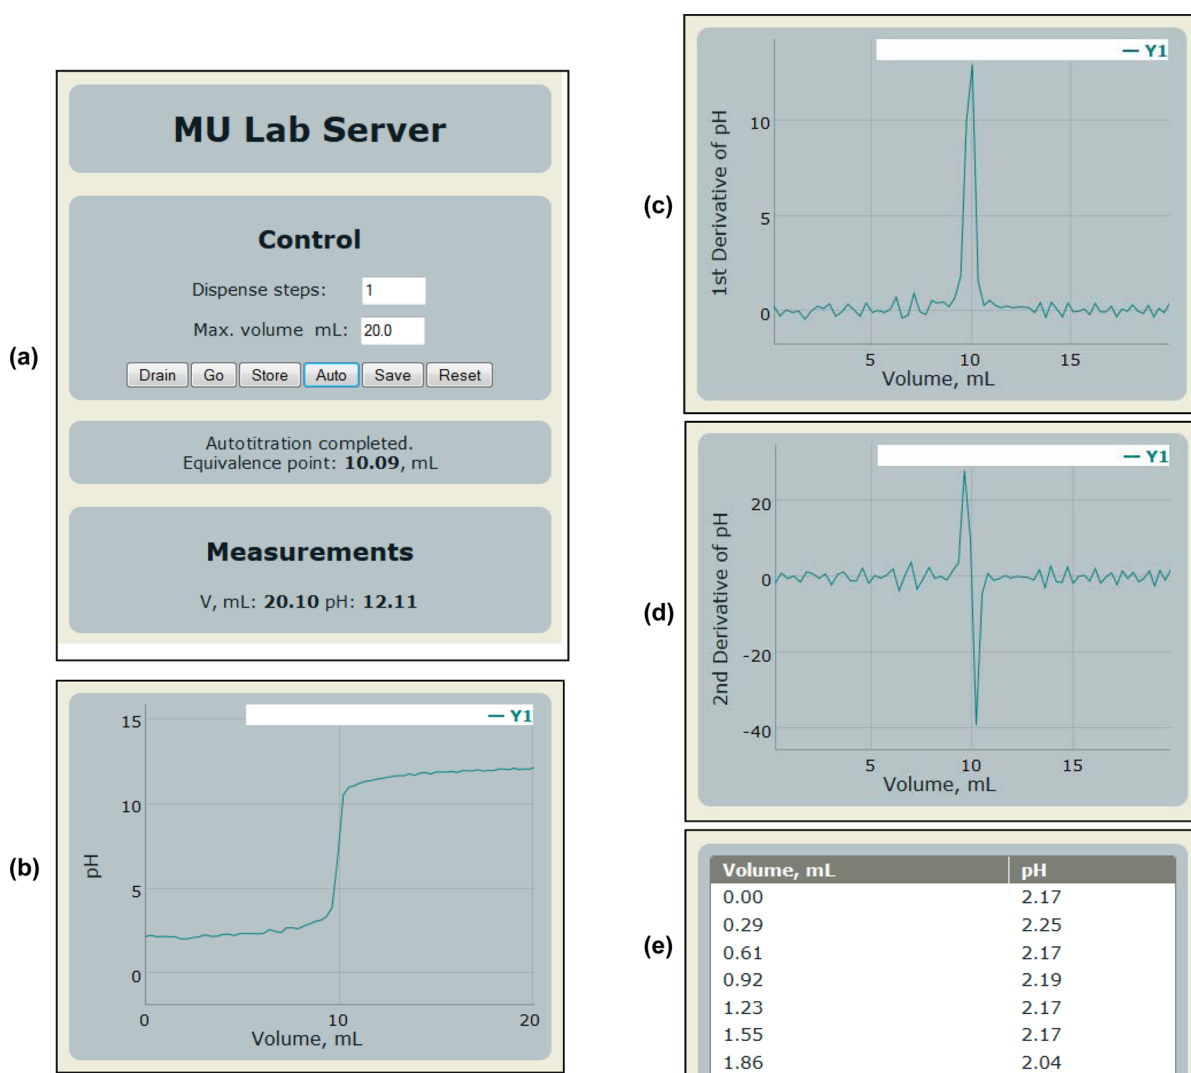 (a)
MU Lab Server
Control
Dispense steps: 1
Max. volume mL: 20.0
Drain Go Store Auto Save Reset
Autotitration completed.
Equivalence point: 10.09, mL
Measurements
V, mL: 20.10 pH: 12.11
(b)
Y1
15
10
5
0
pH
0 10 20
Volume, mL
(c)
Y1
10
5
0
1st Derivative of pH
5 10 15
Volume, mL
(d)
Y1
20
0
-20
-40
2nd Derivative of pH
5 10 15
Volume, mL
(e)
Volume, mL pH
0.00 2.17
0.29 2.25
0.61 2.17
0.92 2.19
1.23 2.17
1.55 2.17
1.86 2.04